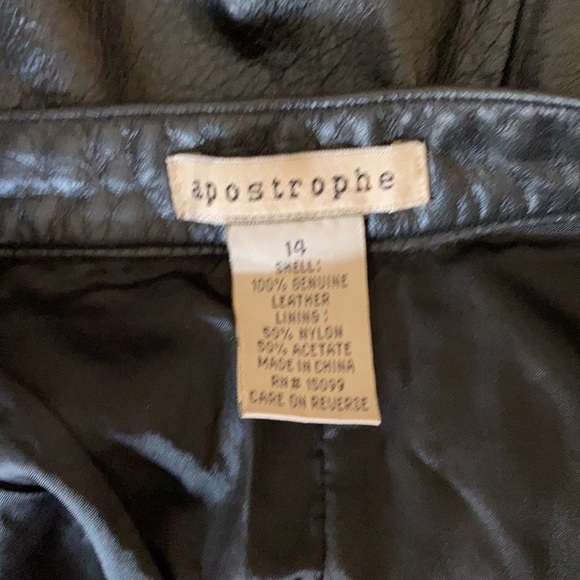 apostrophe
14
SHELL:
100% GENUINE
LEATHER
LINING:
50% NYLON
50% ACETATE
MADE IN CHINA
RN# 15099
CARE ON REVERSE